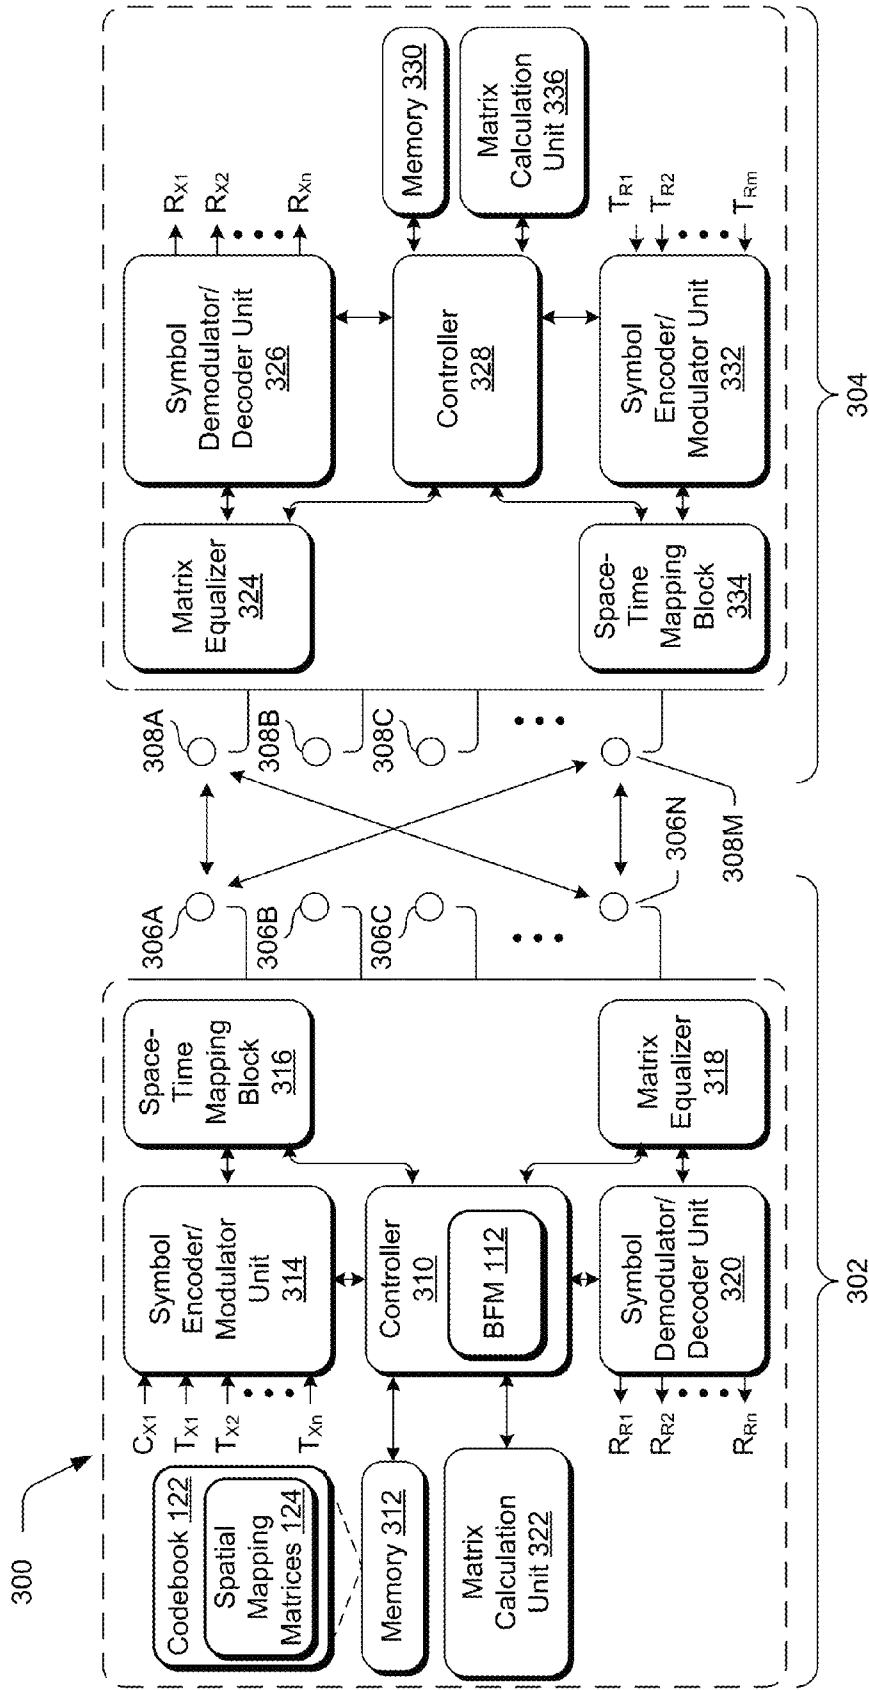 300
Codebook 122
Spatial
Mapping
Matrices 124
Memory 312
Matrix
Calculation
Unit 322
CX1
TX1
TX2
TXn
Symbol
Encoder/
Modulator
Unit
314
Controller
310
BFM 112
Symbol
Demodulator/
Decoder Unit
320
RR1
RR2
RRn
Space-
Time
Mapping
Block
316
Matrix
Equalizer
318
302
306A
306B
306C
306N
308A
308B
308C
308M
Matrix
Equalizer
324
Symbol
Demodulator/
Decoder Unit
326
RX1
RX2
RXn
Controller
328
Memory 330
Matrix
Calculation
Unit 336
Space-
Time
Mapping
Block
334
Symbol
Encoder/
Modulator Unit
332
TR1
TR2
TRm
304